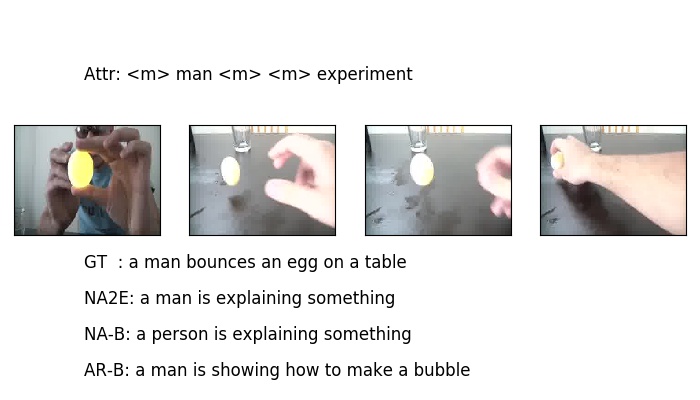 Attr: <m> man <m> <m> experiment
GT : a man bounces an egg on a table
NA2E: a man is explaining something
NA-B: a person is explaining something
AR-B: a man is showing how to make a bubble